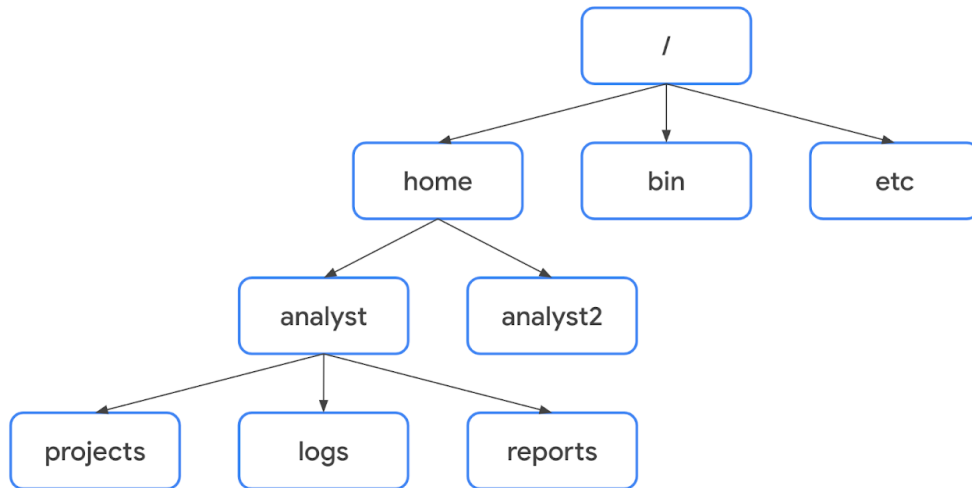 /
home
bin
etc
analyst
analyst2
projects
logs
reports